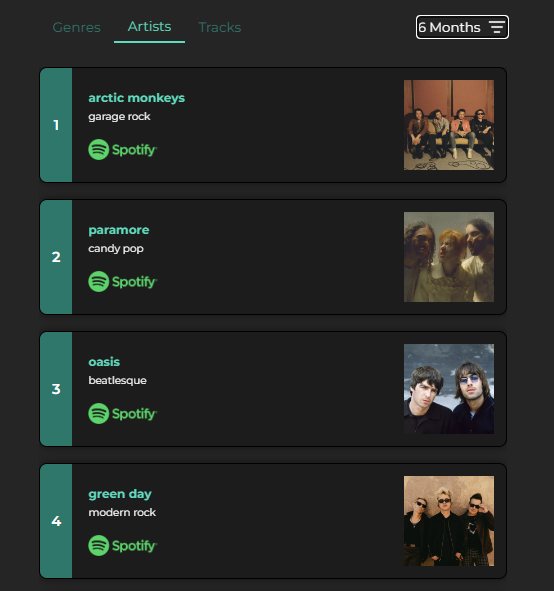 Genres Artists Tracks 6 Months
1
arctic monkeys
garage rock
Spotify
2
paramore
candy pop
Spotify
3
oasis
beatlesque
Spotify
4
green day
modern rock
Spotify